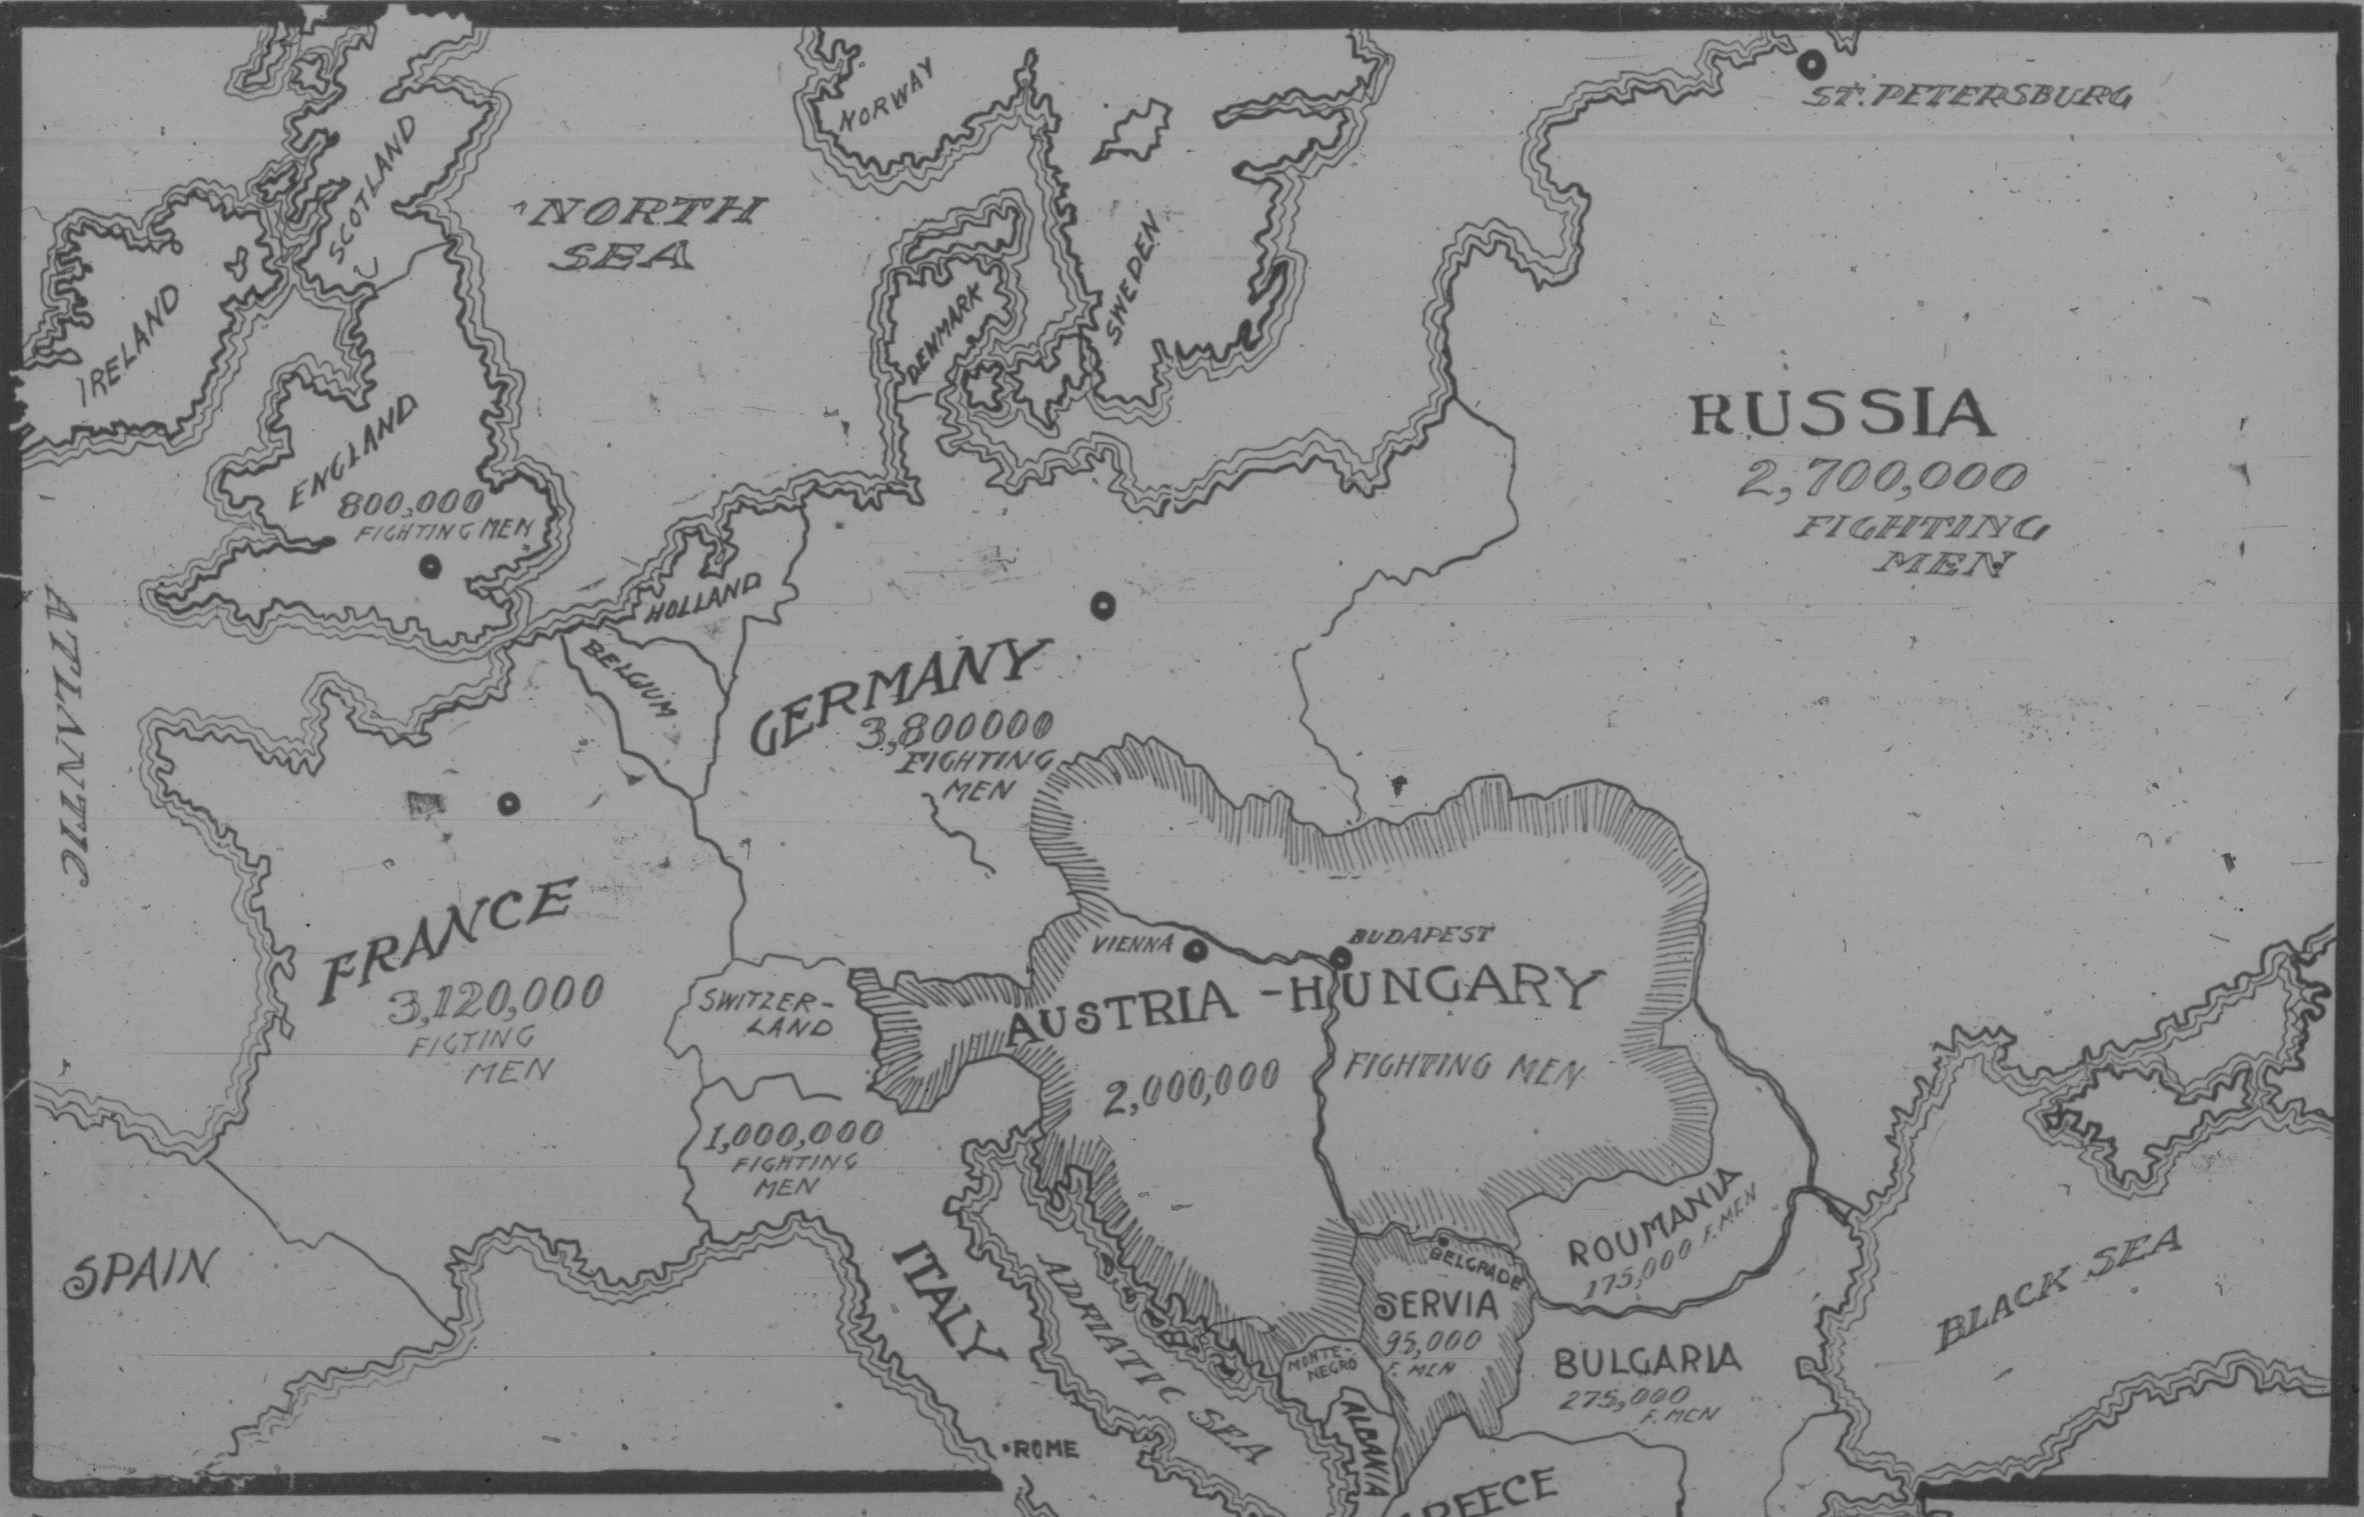 NORWAY
ST. PETERSBURG
SCOTLAND
NORTH
SEA
SWEDEN
IRELAND
DENMARK
RUSSIA
2,700,000
FIGHTING
MEN
ENGLAND
800,000
FIGHTING MEN
ATLANTIC
HOLLAND
BELGIUM
GERMANY
3,800000
FIGHTING
MEN
FRANCE
3,120,000
FIGTING
MEN
VIENNA
BUDAPEST
SWITZER-
LAND
AUSTRIA-HUNGARY
2,000,000 FIGHTING MEN
1,000,000
FIGHTING
MEN
SPAIN
ITALY
ADRIATIC SEA
ROUMANIA
175,000 F. MEN
BELGRADE
SERVIA
95,000
F. MEN
BLACK SEA
MONTE-
NEGRO
BULGARIA
275,000
F. MEN
ALBANIA
ROME
REECE